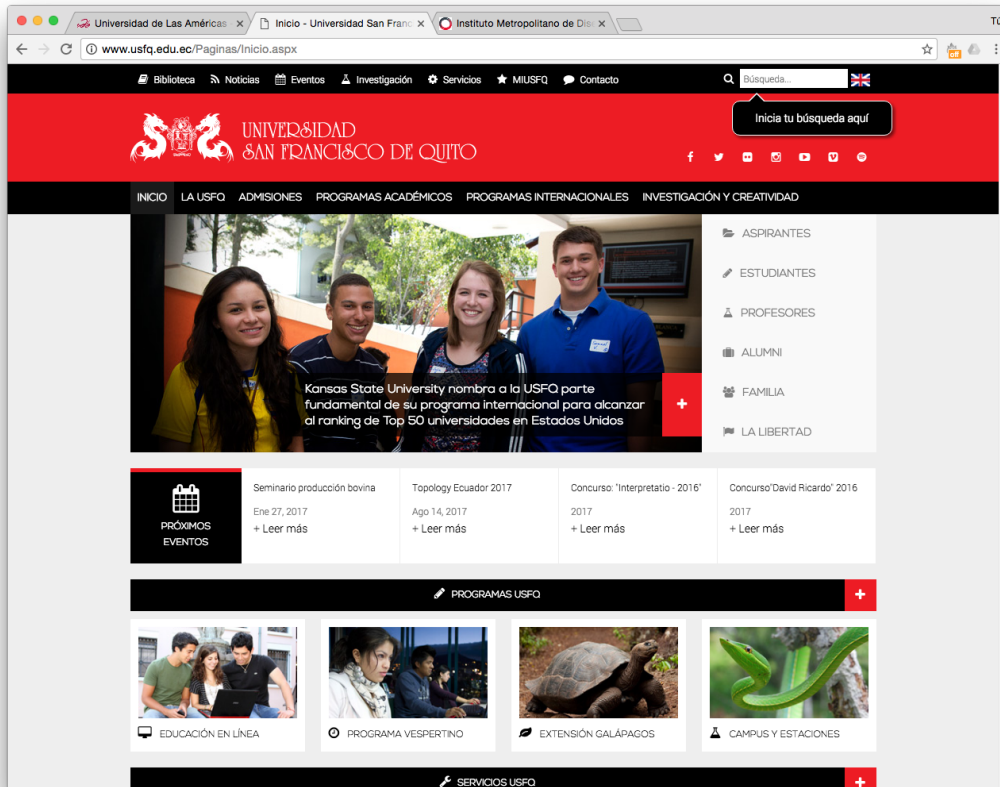 Universidad de Las Américas
Inicio - Universidad San Franc
Instituto Metropolitano de Dis
www.usfq.edu.ec/Paginas/Inicio.aspx
off
Biblioteca
Noticias
Eventos
Investigación
Servicios
MIUSFQ
Contacto
Búsqueda...
Inicia tu búsqueda aquí
UNIVERSIDAD
SAN FRANCISCO DE QUITO
INICIO
LA USFQ
ADMISIONES
PROGRAMAS ACADÉMICOS
PROGRAMAS INTERNACIONALES
INVESTIGACIÓN Y CREATIVIDAD
Kansas State University nombra a la USFQ parte
fundamental de su programa internacional para alcanzar
al ranking de Top 50 universidades en Estados Unidos
+
ASPIRANTES
ESTUDIANTES
PROFESORES
ALUMNI
FAMILIA
LA LIBERTAD
PRÓXIMOS
EVENTOS
Seminario producción bovina
Ene 27, 2017
+ Leer más
Topology Ecuador 2017
Ago 14, 2017
+ Leer más
Concurso: "Interpretatio - 2016"
2017
+ Leer más
Concurso"David Ricardo" 2016
2017
+ Leer más
PROGRAMAS USFQ
+
EDUCACIÓN EN LÍNEA
PROGRAMA VESPERTINO
EXTENSIÓN GALÁPAGOS
CAMPUS Y ESTACIONES
SERVICIOS USFQ
+